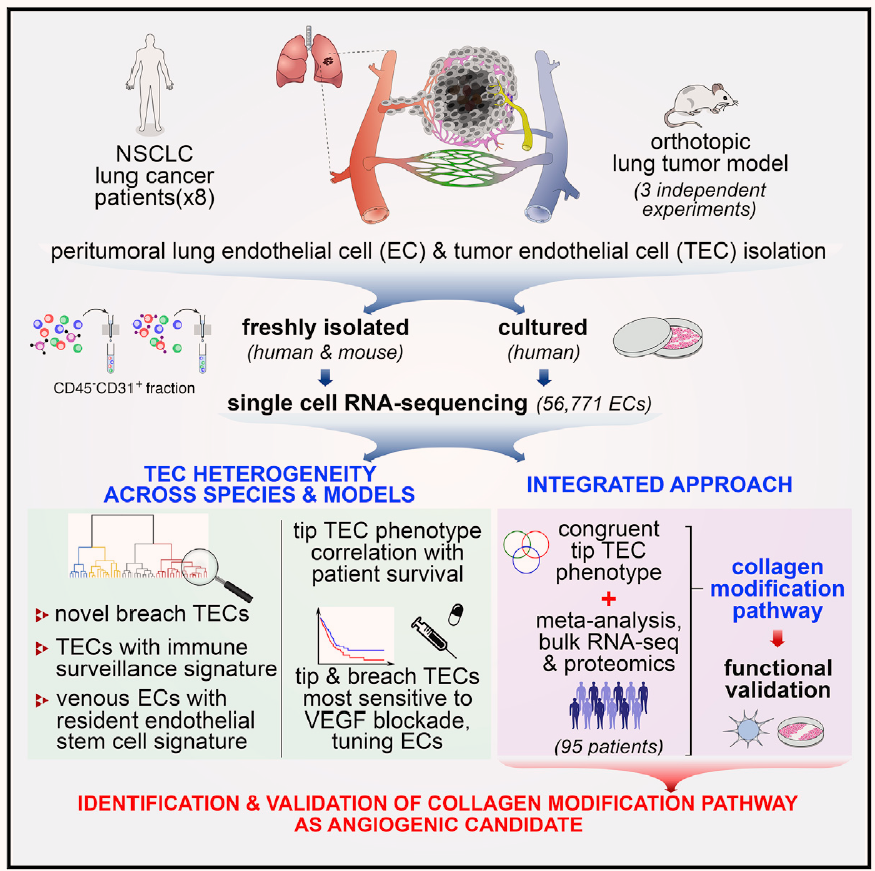 NSCLC
lung cancer
patients(x8)
orthotopic
lung tumor model
(3 independent
experiments)
peritumoral lung endothelial cell (EC) & tumor endothelial cell (TEC) isolation
freshly isolated
(human & mouse)
cultured
(human)
CD45⁻CD31⁺ fraction
single cell RNA-sequencing (56,771 ECs)
TEC HETEROGENEITY
ACROSS SPECIES & MODELS
novel breach TECs
TECs with immune
surveillance signature
venous ECs with
resident endothelial
stem cell signature
tip TEC phenotype
correlation with
patient survival
tip & breach TECs
most sensitive to
VEGF blockade,
tuning ECs
INTEGRATED APPROACH
congruent
tip TEC
phenotype
+
meta-analysis,
bulk RNA-seq
& proteomics
(95 patients)
collagen
modification
pathway
functional
validation
IDENTIFICATION & VALIDATION OF COLLAGEN MODIFICATION PATHWAY
AS ANGIOGENIC CANDIDATE